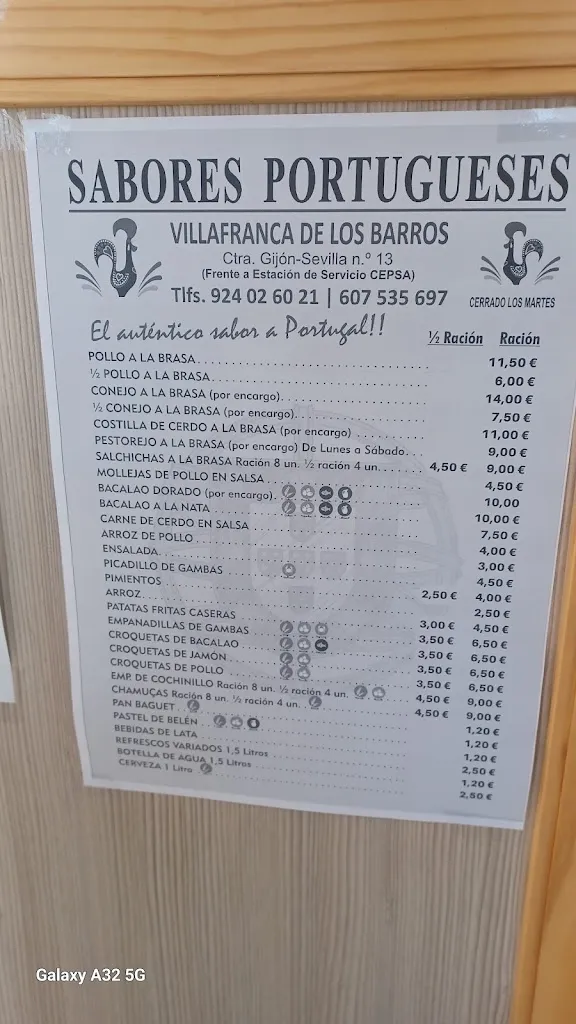 SABORES PORTUGUESES
VILLAFRANCA DE LOS BARROS
Ctra. Gijón-Sevilla n.º 13
(Frente a Estación de Servicio CEPSA)
Tlfs. 924 02 60 21 | 607 535 697
CERRADO LOS MARTES
El auténtico sabor a Portugal!!
½ Ración Ración
POLLO A LA BRASA 11,50 €
½ POLLO A LA BRASA 6,00 €
CONEJO A LA BRASA (por encargo) 14,00 €
½ CONEJO A LA BRASA (por encargo) 7,50 €
COSTILLA DE CERDO A LA BRASA (por encargo) 11,00 €
PESTOREJO A LA BRASA (por encargo) De Lunes a Sábado 9,00 €
SALCHICHAS A LA BRASA Ración 8 un. ½ ración 4 un. 4,50 € 9,00 €
MOLLEJAS DE POLLO EN SALSA 4,50 €
BACALAO DORADO (por encargo) 10,00
BACALAO A LA NATA 10,00 €
CARNE DE CERDO EN SALSA 7,50 €
ARROZ DE POLLO 4,00 €
ENSALADA 3,00 €
PICADILLO DE GAMBAS 4,50 €
PIMIENTOS 2,50 € 4,00 €
ARROZ 2,50 €
PATATAS FRITAS CASERAS 3,00 € 4,50 €
EMPANADILLAS DE GAMBAS 3,50 € 6,50 €
CROQUETAS DE BACALAO 3,50 € 6,50 €
CROQUETAS DE JAMÓN 3,50 € 6,50 €
CROQUETAS DE POLLO 3,50 € 6,50 €
EMP. DE COCHINILLO Ración 8 un. ½ ración 4 un. 4,50 € 9,00 €
CHAMUÇAS Ración 8 un. ½ ración 4 un. 4,50 € 9,00 €
PAN BAGUET 1,20 €
PASTEL DE BELÉN 1,20 €
BEBIDAS DE LATA 1,20 €
REFRESCOS VARIADOS 1,5 Litros 2,50 €
BOTELLA DE AGUA 1,5 Litros 1,20 €
CERVEZA 1 Litro 2,50 €
Galaxy A32 5G